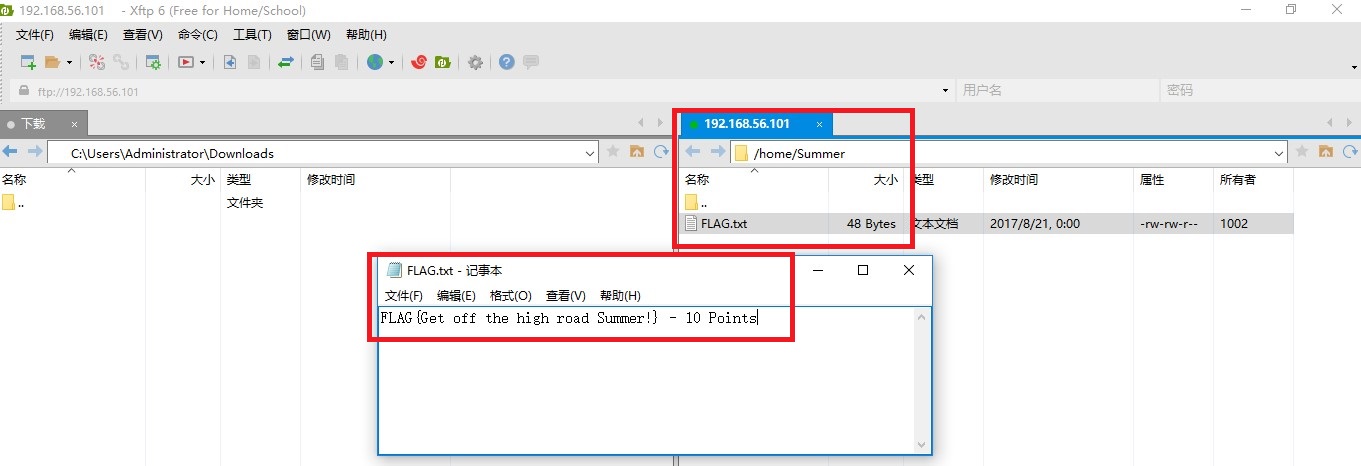 192.168.56.101 - Xftp 6 (Free for Home/School)
文件(F) 编辑(E) 查看(V) 命令(C) 工具(T) 窗口(W) 帮助(H)
ftp://192.168.56.101 用户名 密码
下载 × 192.168.56.101 ×
C:\Users\Administrator\Downloads /home/Summer
名称 大小 类型 修改时间 名称 大小 类型 修改时间 属性 所有者
.. 文件夹 ..
FLAG.txt 48 Bytes 文本文档 2017/8/21, 0:00 -rw-rw-r-- 1002
FLAG.txt - 记事本
文件(F) 编辑(E) 格式(O) 查看(V) 帮助(H)
FLAG{Get off the high road Summer!} - 10 Points